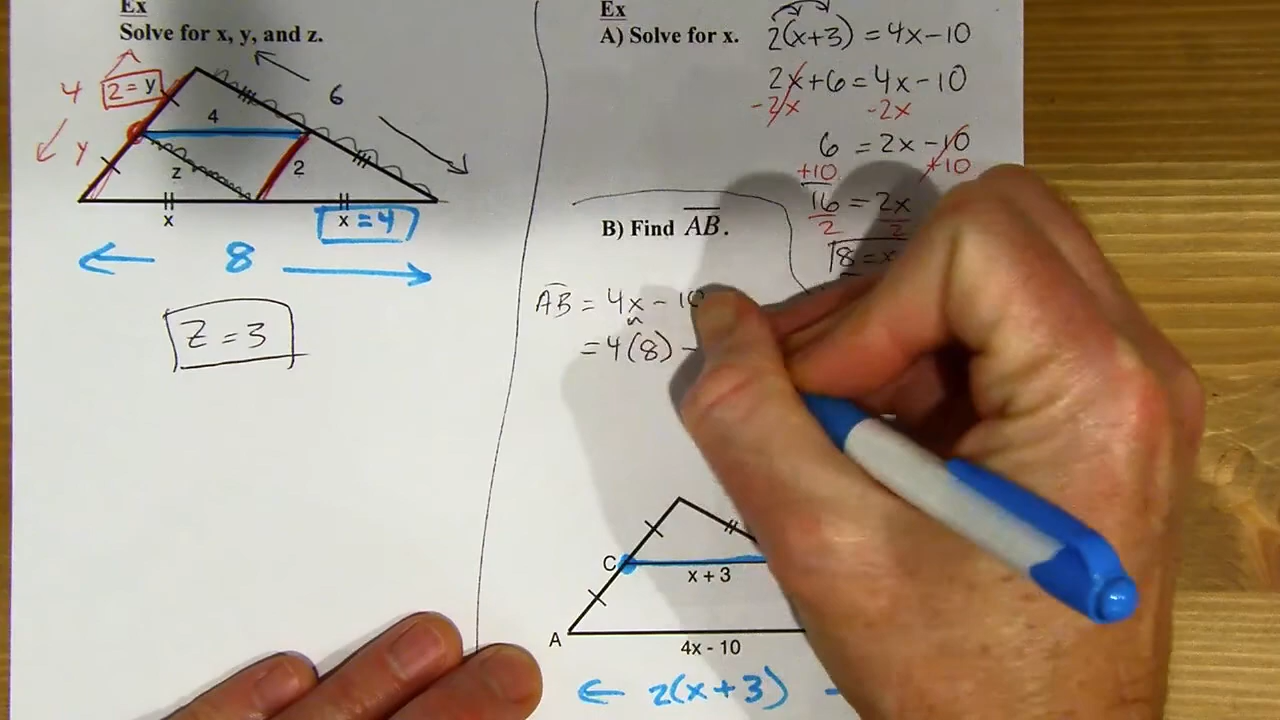 Ex
Solve for x, y, and z.
4
2 = y
6
4
y
z
2
x
x = 4
8
Z = 3
Ex
A) Solve for x.
2(x+3) = 4x-10
2x+6 = 4x-10
-2x -2x
6 = 2x-10
+10 +10
16 = 2x
2 2
8 = x
B) Find AB.
AB = 4x - 10
= 4(8) -
C
x + 3
A
4x - 10
2(x+3)